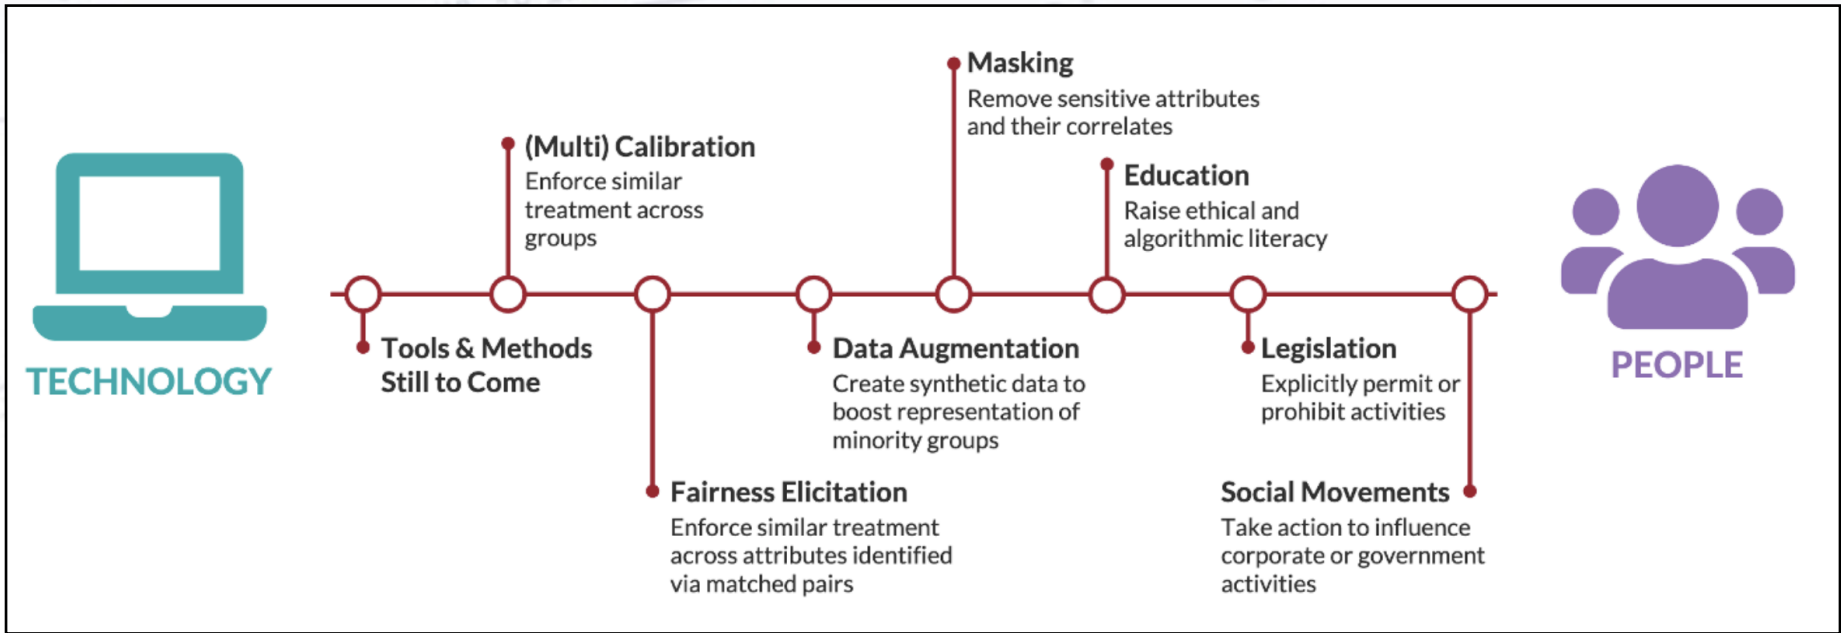 TECHNOLOGY
Tools & Methods
Still to Come
(Multi) Calibration
Enforce similar
treatment across
groups
Fairness Elicitation
Enforce similar treatment
across attributes identified
via matched pairs
Data Augmentation
Create synthetic data to
boost representation of
minority groups
Masking
Remove sensitive attributes
and their correlates
Education
Raise ethical and
algorithmic literacy
Legislation
Explicitly permit or
prohibit activities
Social Movements
Take action to influence
corporate or government
activities
PEOPLE